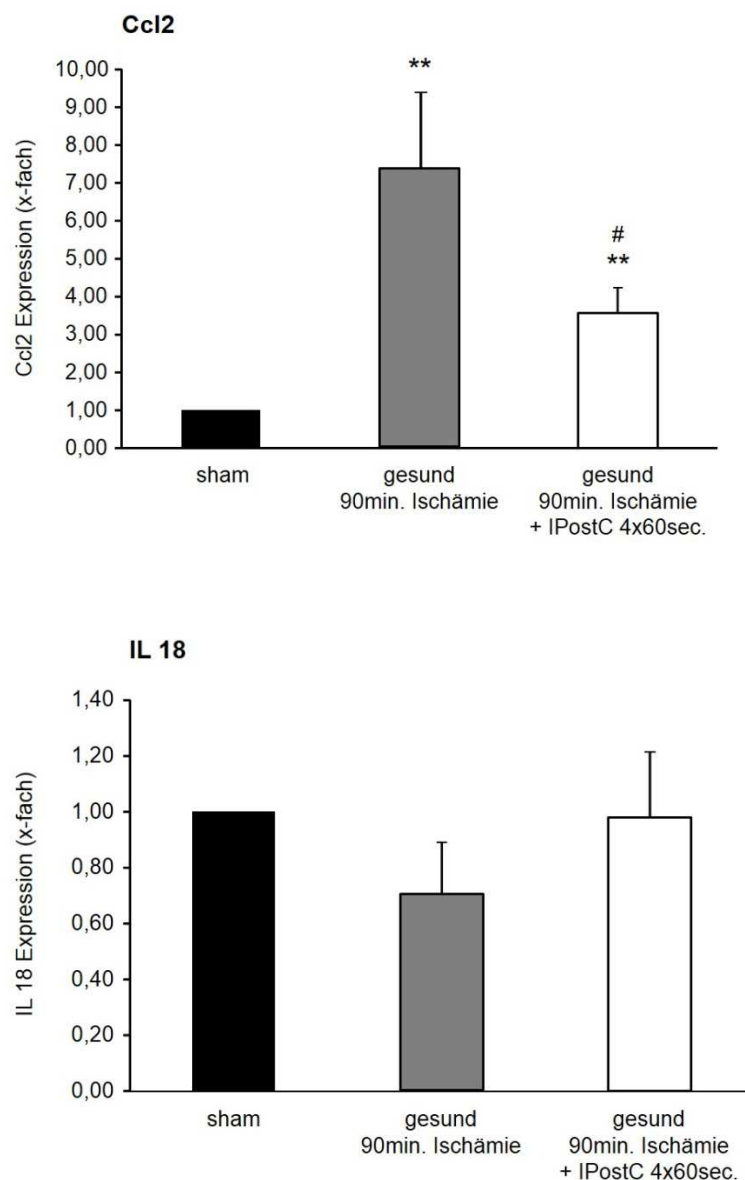 Ccl2
Ccl2 Expression (x-fach)
10,00
9,00
8,00
7,00
6,00
5,00
4,00
3,00
2,00
1,00
0,00
**
#
**
sham
gesund
90min. Ischämie
gesund
90min. Ischämie
+ IPostC 4x60sec.
IL 18
IL 18 Expression (x-fach)
1,40
1,20
1,00
0,80
0,60
0,40
0,20
0,00
sham
gesund
90min. Ischämie
gesund
90min. Ischämie
+ IPostC 4x60sec.